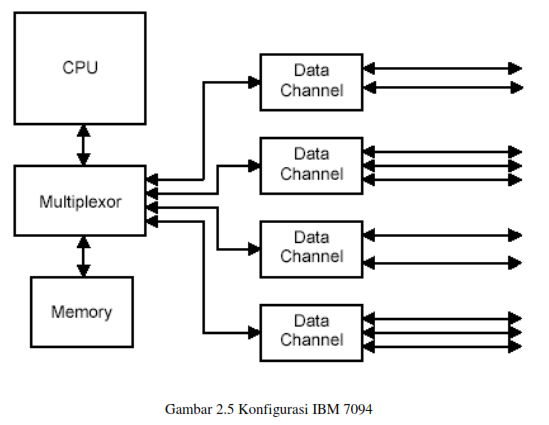 CPU
Multiplexor
Memory
Data
Channel
Data
Channel
Data
Channel
Data
Channel
Gambar 2.5 Konfigurasi IBM 7094